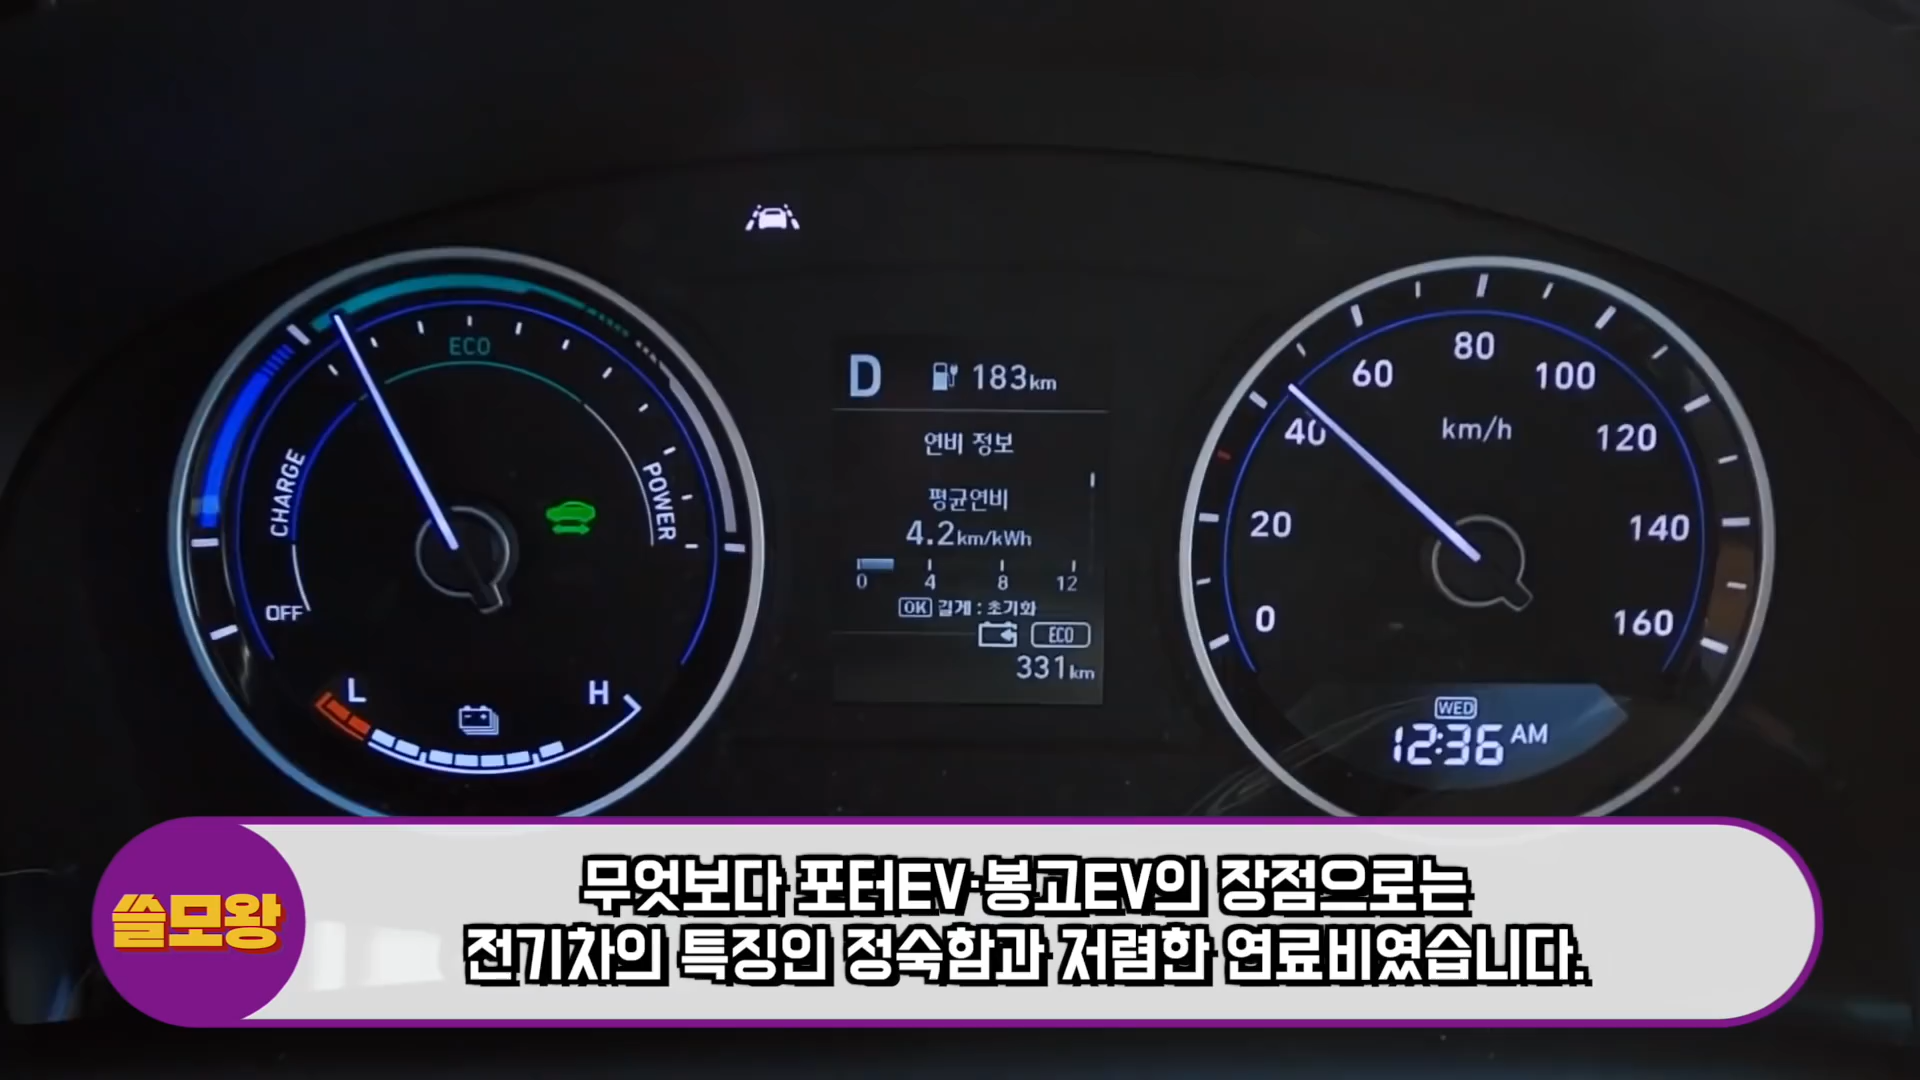 ECO
CHARGE
POWER
OFF
L
H
D 183km
연비 정보
평균연비
4.2km/kWh
0 4 8 12
OK 길게 : 초기화
ECO
331km
0 20 40 60 80 100 120 140 160
km/h
WED
12:36 AM
쓸모왕
무엇보다 포터EV·봉고EV의 장점으로는
전기차의 특징인 정숙함과 저렴한 연료비였습니다.